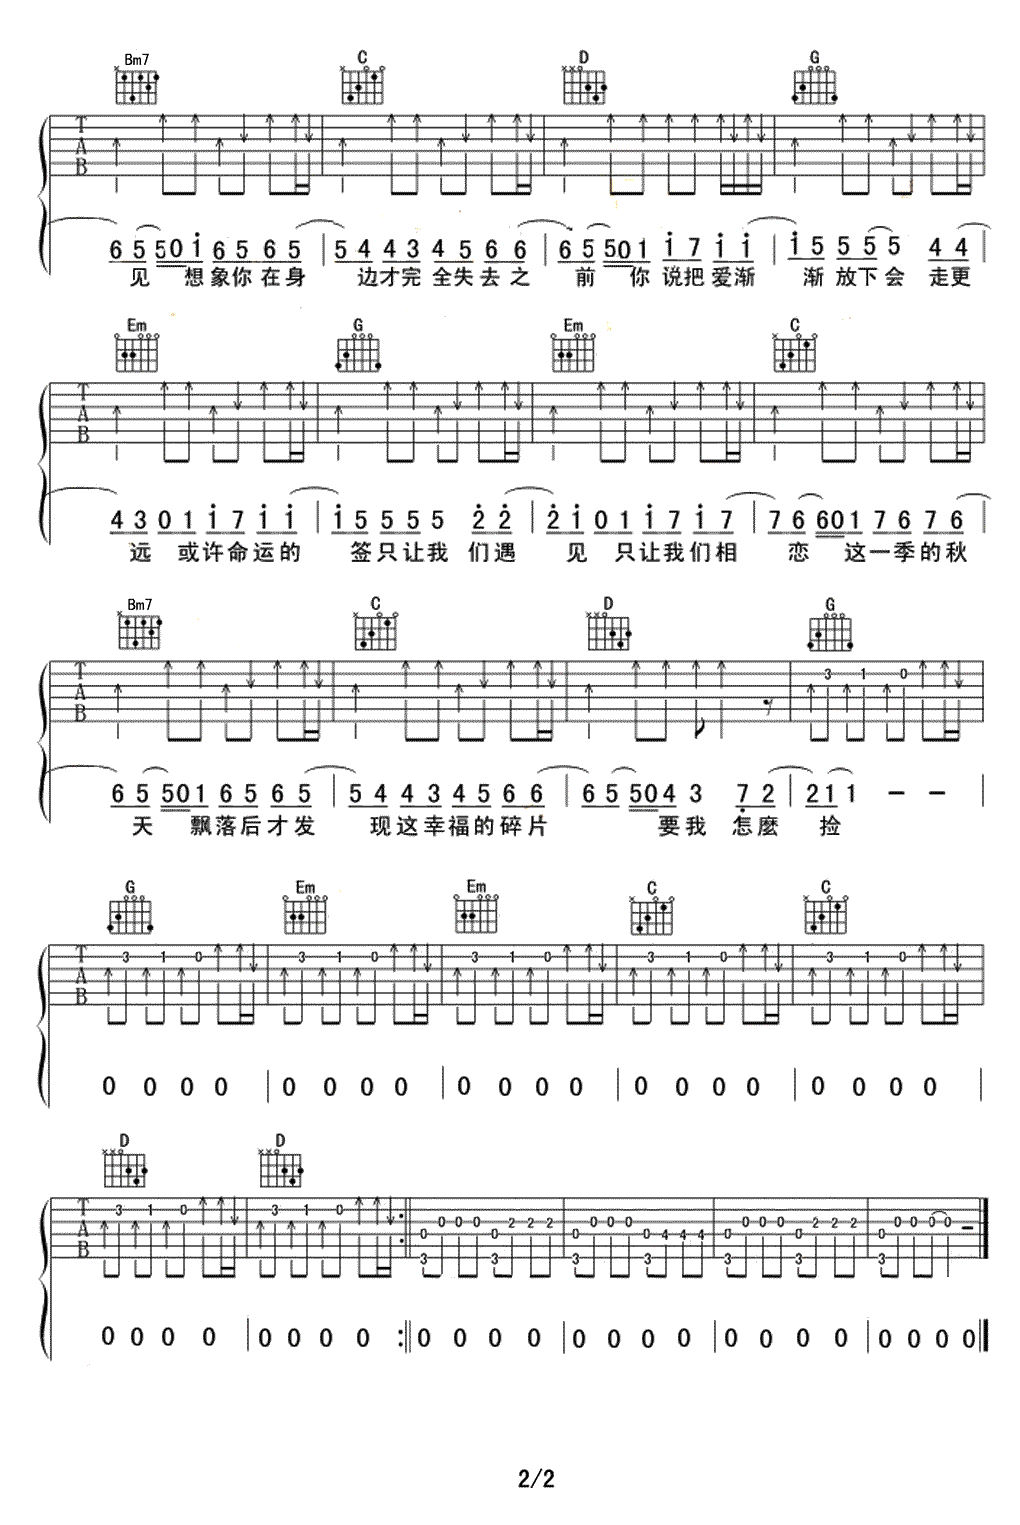 Bm7 C D G
T A B
6 5 5 0 1 6 5 6 5 | 5 4 4 3 4 5 6 6 | 6 5 5 0 1 1 7 1 1 | 1 5 5 5 5 4 4
见 想象你在身 边才完 全失去之 前 你 说把爱渐 渐 放下会 走更
Em G Em C
T A B
4 3 0 1 1 7 1 1 | 1 5 5 5 5 2 2 | 2 1 0 1 1 7 1 7 | 7 6 6 0 1 7 6 7 6 |
远 或许命运的 签只让我 们遇 见 只让我们相 恋 这一季的秋
Bm7 C D G
T A B 3 1 0
6 5 5 0 1 6 5 6 5 | 5 4 4 3 4 5 6 6 | 6 5 5 0 4 3 7 2 | 2 1 1 - - |
天 飘落后才发 现这幸福的碎片 要我 怎麼 捡
G Em Em C C
T A B 3 1 0 3 1 0 3 1 0 3 1 0 3 1 0
0 0 0 0 | 0 0 0 0 | 0 0 0 0 | 0 0 0 0 | 0 0 0 0 |
D D
T A B 3 1 0 3 1 0 0 3 0 0 0 0 2 2 2 0 3 0 0 0 0 4 4 4 0 3 0 0 0 0 2 2 2 0 3 0 0 0 0 -
0 0 0 0 | 0 0 0 0 :|| 0 0 0 0 | 0 0 0 0 | 0 0 0 0 | 0 0 0 0 ||
2/2